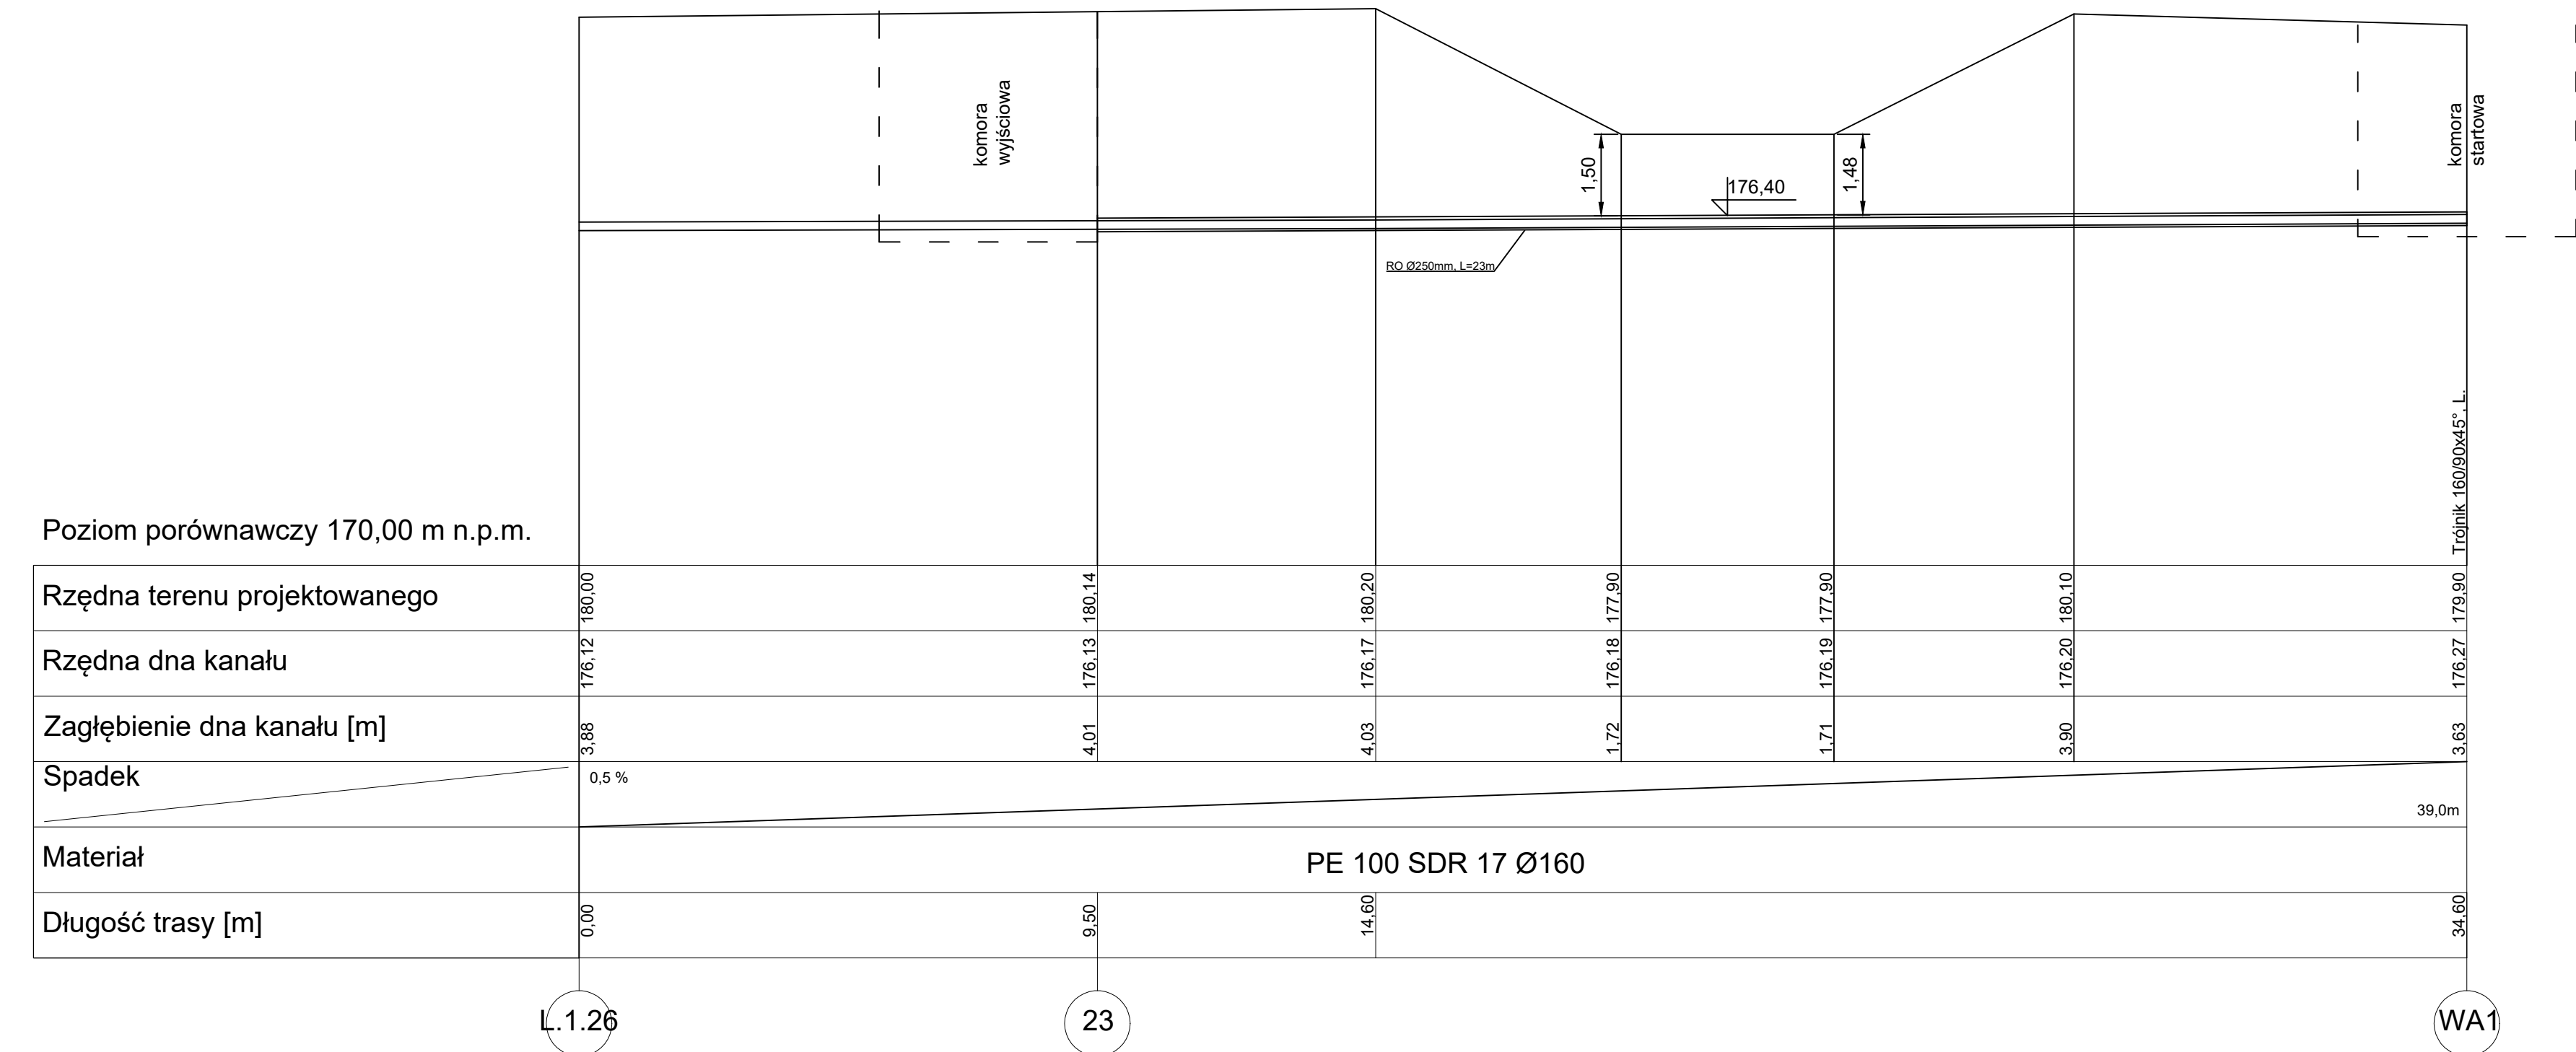 komora
wyjściowa
1,50
176,40
1,48
komora
startowa
RO Ø250mm, L=23m
Trójnik 160/90x45°, L.
Poziom porównawczy 170,00 m n.p.m.
Rzędna terenu projektowanego 180,00 180,14 180,20 177,90 177,90 180,10 179,90
Rzędna dna kanału 176,12 176,13 176,17 176,18 176,19 176,20 176,27
Zagłębienie dna kanału [m] 3,88 4,01 4,03 1,72 1,71 3,90 3,63
Spadek 0,5 % 39,0m
Materiał PE 100 SDR 17 Ø160
Długość trasy [m] 0,00 9,50 14,60 34,60
L.1.26 23 WA1